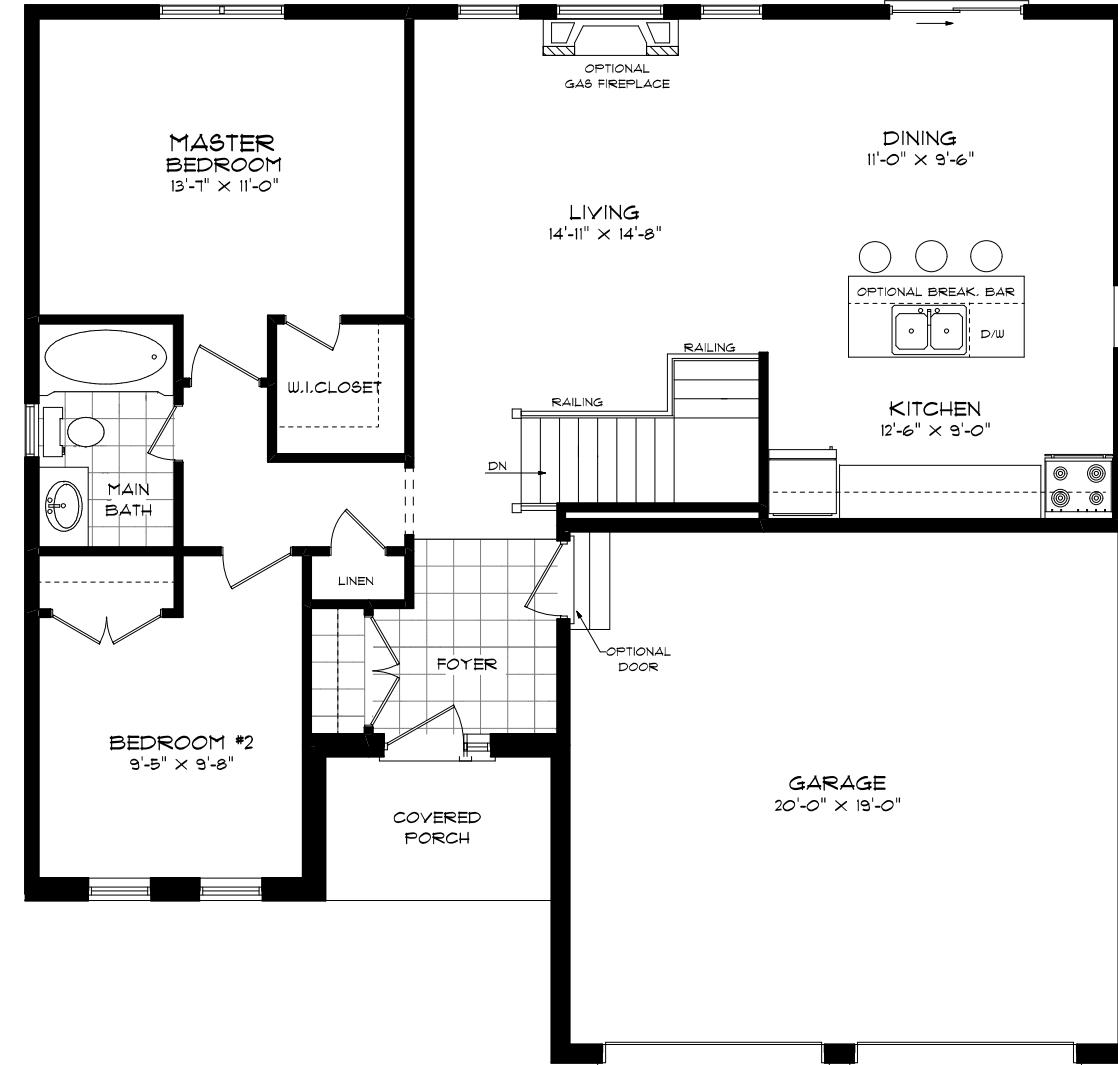 OPTIONAL
GAS FIREPLACE
MASTER
BEDROOM
13'-7" X 11'-0"
DINING
11'-0" X 9'-6"
LIVING
14'-11" X 14'-8"
OPTIONAL BREAK. BAR
D/W
RAILING
W.I.CLOSET
RAILING
KITCHEN
12'-6" X 9'-0"
DN
MAIN
BATH
LINEN
FOYER
OPTIONAL
DOOR
BEDROOM #2
9'-5" X 9'-8"
GARAGE
20'-0" X 19'-0"
COVERED
PORCH